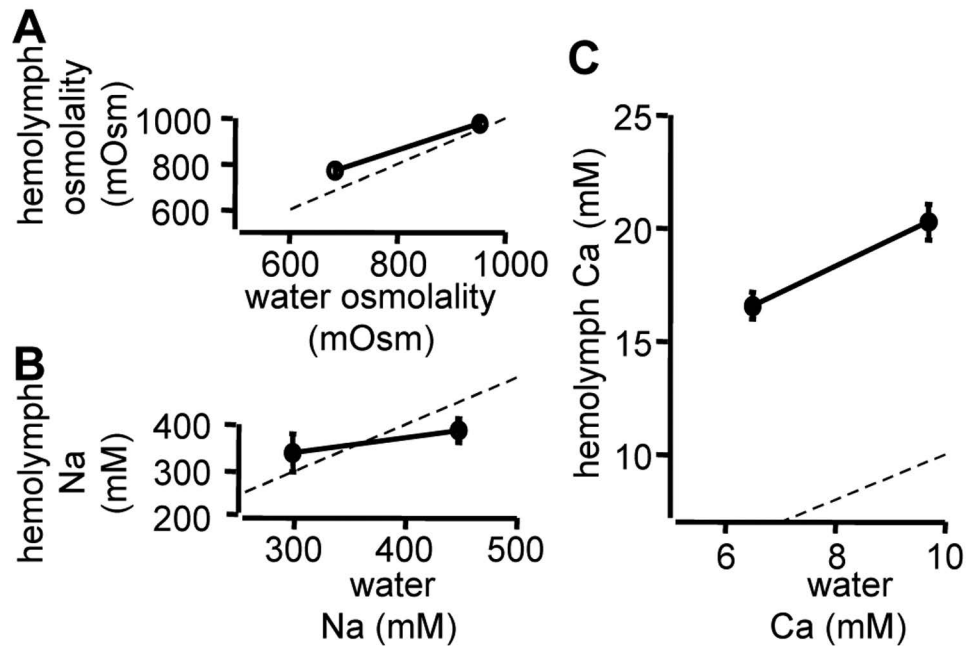 A
hemolymph
osmolality
(mOsm)
1000
800
600
600 800 1000
water osmolality
(mOsm)
B
hemolymph
Na
(mM)
400
300
200
300 400 500
water
Na (mM)
C
hemolymph Ca (mM)
25
20
15
10
6 8 10
water
Ca (mM)